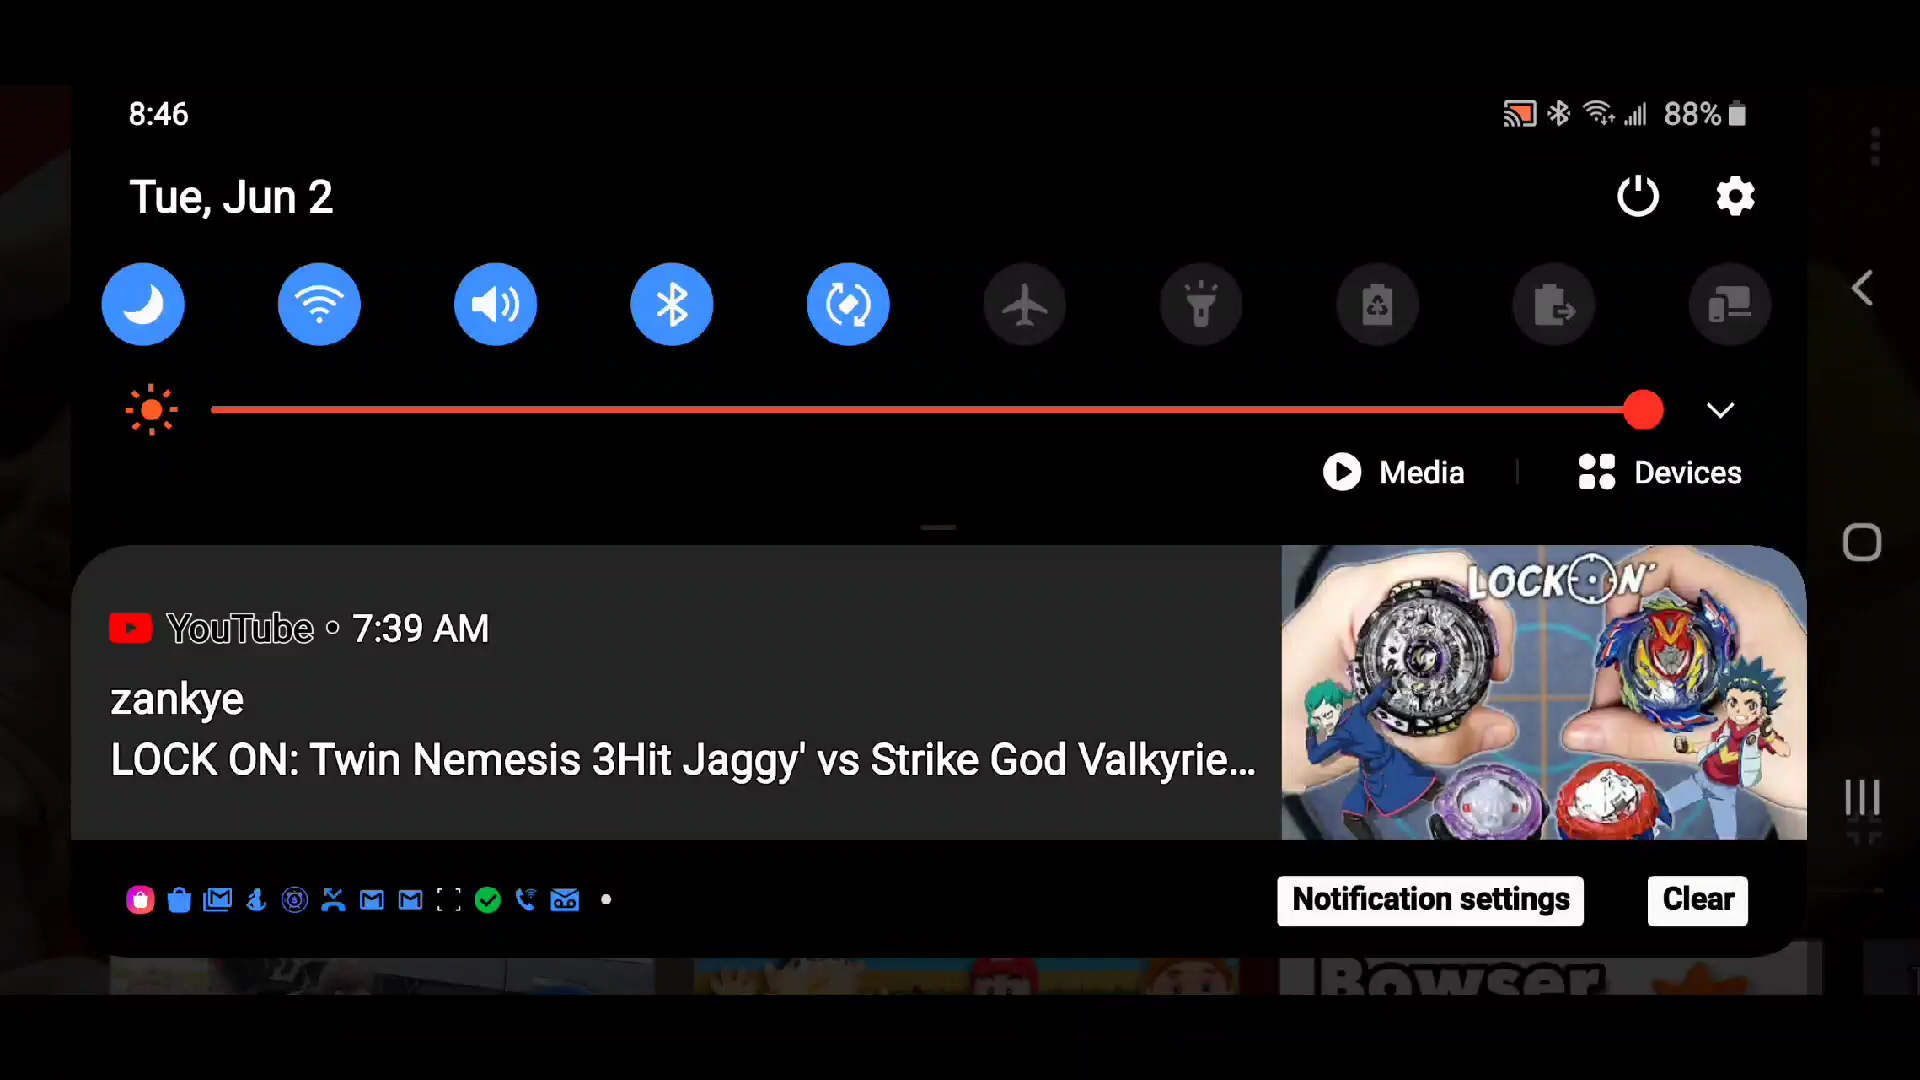 8:46
88%
Tue, Jun 2
Media
Devices
YouTube • 7:39 AM
zankye
LOCK ON: Twin Nemesis 3Hit Jaggy' vs Strike God Valkyrie...
LOCK ON
Notification settings
Clear
Bowser